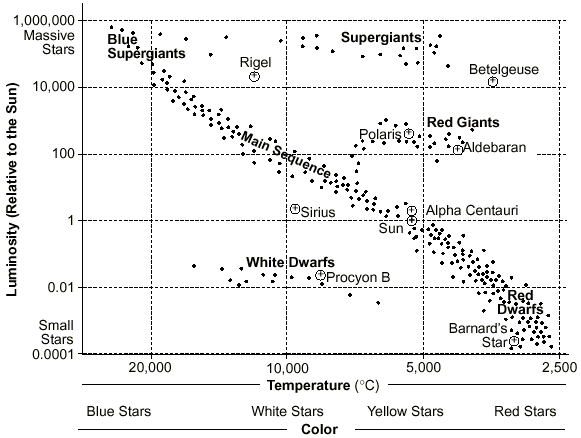 1,000,000
Massive
Stars
Blue
Supergiants
Supergiants
Rigel
Betelgeuse
10,000
Red Giants
Polaris
Aldebaran
Main Sequence
100
Luminosity (Relative to the Sun)
Sirius
Alpha Centauri
Sun
1
White Dwarfs
Procyon B
0.01
Red
Dwarfs
Small
Stars
Barnard's
Star
0.0001
20,000 10,000 5,000 2,500
Temperature (°C)
Blue Stars White Stars Yellow Stars Red Stars
Color